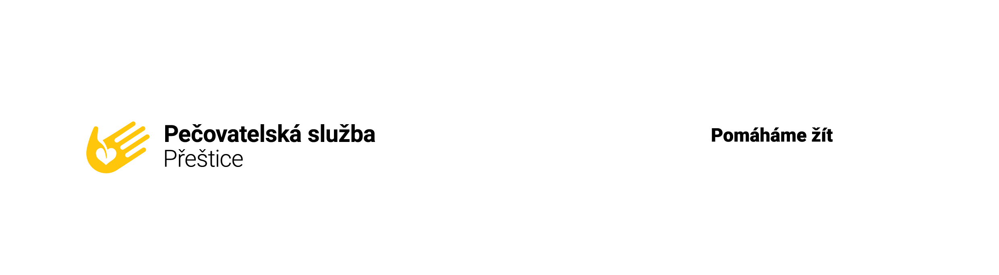 Pečovatelská služba
Přeštice
Pomáháme žít